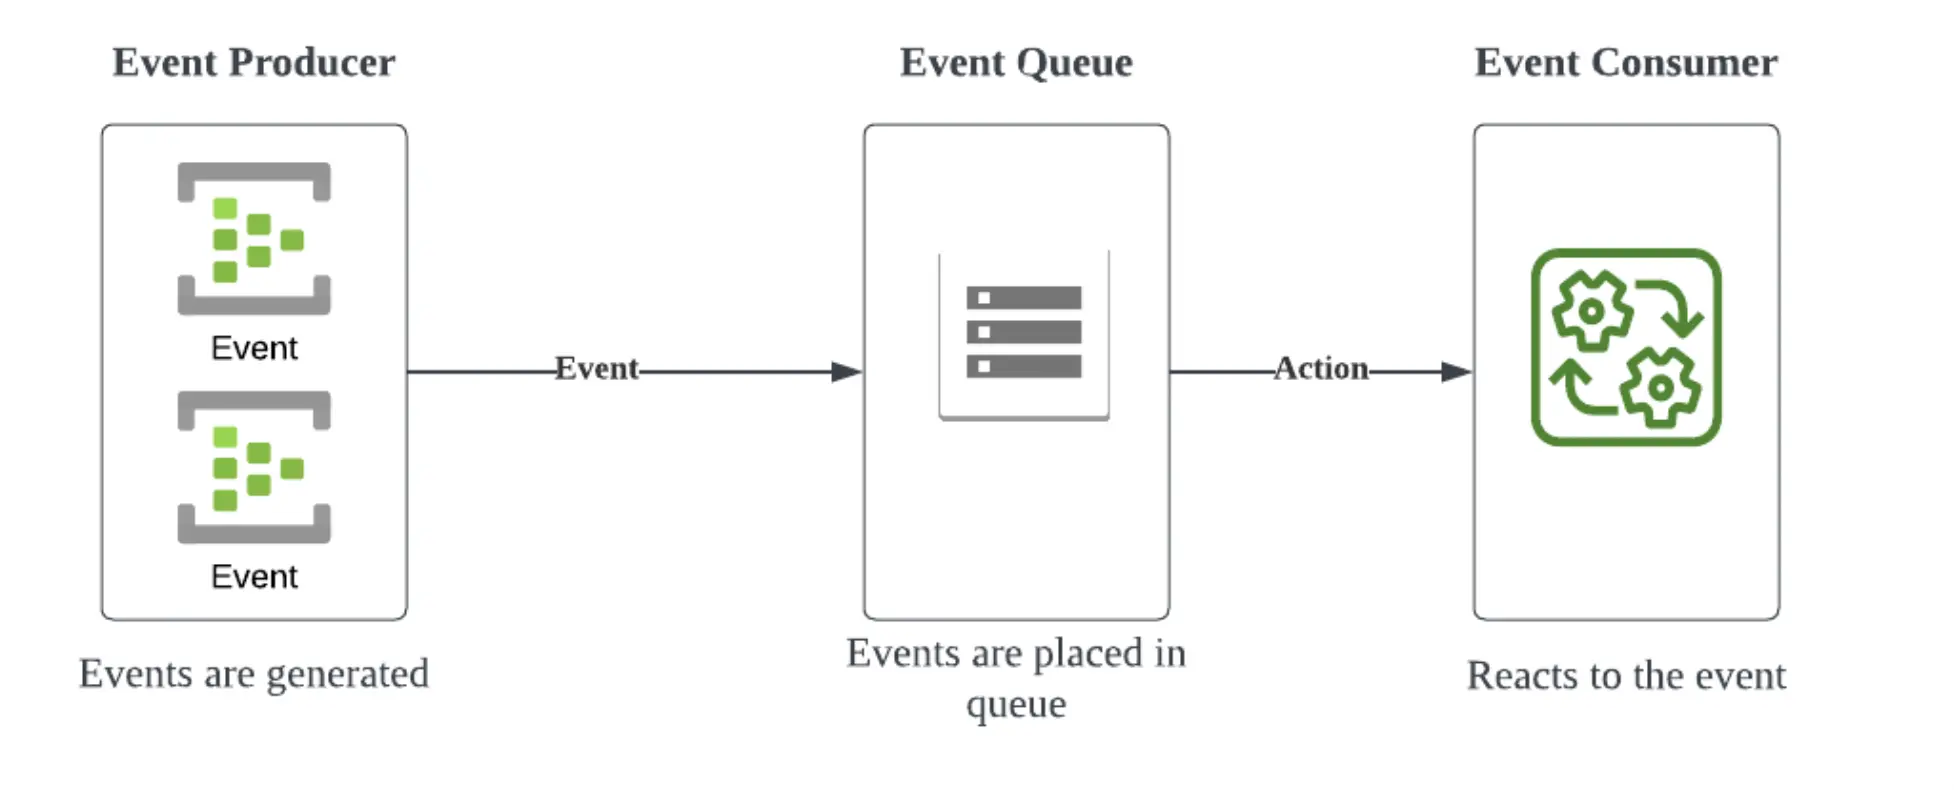 Event Producer
Event Queue
Event Consumer
Event
Event
Event
Action
Events are generated
Events are placed in
queue
Reacts to the event